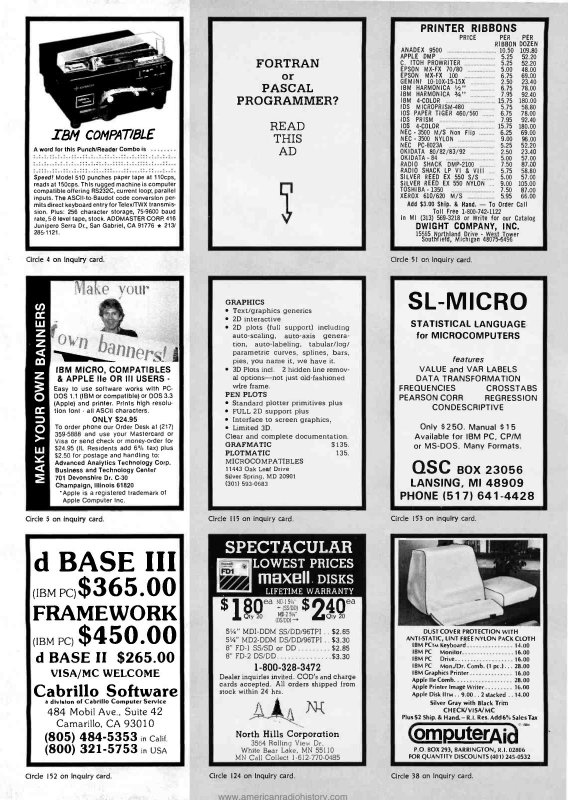 IBM COMPATIBLE
A word for this Punch/Reader Combo is
Speed! Model 510 punches paper tape at 110cps,
reads at 150cps. This rugged machine is computer
compatible offering RS232C, current loop, parallel
inputs. The ASCII-to-Baudot code conversion per-
mits direct keyboard entry for Telex/TWX transmis-
sion. Plus: 256 character storage, 75-9600 baud
rate, 5-8 level tape, stock. ADDMASTER CORP. 416
Junipero Serra Dr., San Gabriel, CA 91776 ★ 213/
285-1121.
Circle 4 on inquiry card.
FORTRAN
or
PASCAL
PROGRAMMER?
READ
THIS
AD
PRINTER RIBBONS
PRICE PER RIBBON PER DOZEN
ANADEX 9500 10.50 109.80
APPLE DMP 5.25 52.20
C. ITOH PROWRITER 5.25 52.20
EPSON MX-FX 70/80 5.00 48.00
EPSON MX-FX 100 6.75 69.00
GEMINI 10-10X-15-15X 2.50 23.40
IBM HARMONICA ½" 6.75 78.00
IBM HARMONICA ¾" 7.95 92.40
IBM 4-COLOR 15.75 180.00
IDS MICROPRISM-480 5.75 58.80
IDS PAPER TIGER 460/560 6.75 78.00
IDS PRISM 7.95 92.40
IDS 4-COLOR 15.75 180.00
NEC-3500 M/S Non Flip 6.25 69.00
NEC-3500 NYLON 9.00 96.00
NEC PC-8023A 5.25 52.20
OKIDATA 80/82/83/92 2.50 23.40
OKIDATA-84 5.00 57.00
RADIO SHACK DMP-2100 7.50 87.00
RADIO SHACK LP VI & VIII 5.75 58.80
SILVER REED EX 550 S/S 5.00 57.00
SILVER REED EX 550 NYLON 9.00 105.00
TOSHIBA-1350 7.50 87.00
XEROX 610/620 M/S 5.95 66.00
Add $3.00 Ship. & Hand. — To Order Call
Toll Free 1-800-742-1122
in MI (313) 569-3218 or Write for our Catalog
DWIGHT COMPANY, INC.
15565 Northland Drive - West Tower
Southfield, Michigan 48075-6496
Circle 51 on inquiry card.
MAKE YOUR OWN BANNERS
Make your
own banners!
IBM MICRO, COMPATIBLES
& APPLE IIe OR III USERS -
Easy to use software works with PC-
DOS 1.1 (IBM or compatible) or DOS 3.3
(Apple) and printer. Prints high resolu-
tion font - all ASCII characters.
ONLY $24.95
To order phone our Order Desk at (217)
359-5888 and use your Mastercard or
Visa or send check or money-order for
$24.95 (Il. Residents add 6% tax) plus
$2.50 for postage and handling to:
Advanced Analytics Technology Corp.
Business and Technology Center
701 Devonshire Dr. C-30
Champaign, Illinois 61820
*Apple is a registered trademark of
Apple Computer Inc.
Circle 5 on inquiry card.
GRAPHICS
• Text/graphics generics
• 2D interactive
• 2D plots (full support) including
auto-scaling, auto-axis genera-
tion, auto-labeling, tabular/log/
parametric curves, splines, bars,
pies, you name it, we have it.
• 3D Plots incl. 2 hidden line remov-
al options—not just old-fashioned
wire frame.
PEN PLOTS
• Standard plotter primitives plus
• FULL 2D support plus
• Interface to screen graphics,
• Limited 3D
Clear and complete documentation.
GRAFMATIC $135.
PLOTMATIC 135.
MICROCOMPATIBLES
11443 Oak Leaf Drive
Silver Spring, MD 20901
(301) 593-0683
Circle 115 on inquiry card.
SL-MICRO
STATISTICAL LANGUAGE
for MICROCOMPUTERS
features
VALUE and VAR LABELS
DATA TRANSFORMATION
FREQUENCIES CROSSTABS
PEARSON CORR REGRESSION
CONDESCRIPTIVE
Only $250. Manual $15
Available for IBM PC, CP/M
or MS-DOS. Many Formats.
QSC BOX 23056
LANSING, MI 48909
PHONE (517) 641-4428
Circle 153 on inquiry card.
d BASE III
(IBM PC) $365.00
FRAMEWORK
(IBM PC) $450.00
d BASE II $265.00
VISA/MC WELCOME
Cabrillo Software
a division of Cabrillo Computer Service
484 Mobil Ave., Suite 42
Camarillo, CA 93010
(805) 484-5353 in Calif.
(800) 321-5753 in USA
Circle 152 on inquiry card.
SPECTACULAR
LOWEST PRICES
maxell. DISKS
LIFETIME WARRANTY
FD1
$1.80 ea Qty 20
$2.40 ea Qty 20
5¼" MDI-DDM SS/DD/96TPI $2.65
5¼" MD2-DDM DS/DD/96TPI $3.30
8" FD-1 SS/SD or DD $2.85
8" FD-2 DS/DD $3.30
1-800-328-3472
Dealer inquiries invited. COD's and charge
cards accepted. All orders shipped from
stock within 24 hrs.
North Hills Corporation
3564 Rolling View Dr.
White Bear Lake, MN 55110
MN Call Collect 1-612-770-0485
Circle 124 on inquiry card.
DUST COVER PROTECTION WITH
ANTI-STATIC, LINT FREE NYLON PACK CLOTH
IBM PC Keyboard 14.00
IBM PC Monitor 16.00
IBM PC Drive 16.00
IBM PC Mon./Dr. Comb. (1 pc.) 28.00
IBM Graphics Printer 16.00
Apple IIe Comb. 28.00
Apple Printer Image Writer 16.00
Apple Disk IItw 9.00 2 stacked 14.00
Silver Gray with Black Trim
CHECK/VISA/MC
Plus $2 Ship. & Hand. - R.I. Res. Add 6% Sales Tax
ComputerAid
P.O. BOX 293, BARRINGTON, R.I. 02806
FOR QUANTITY DISCOUNTS (401) 245-0532
Circle 38 on inquiry card.
www.americanradiohistory.com